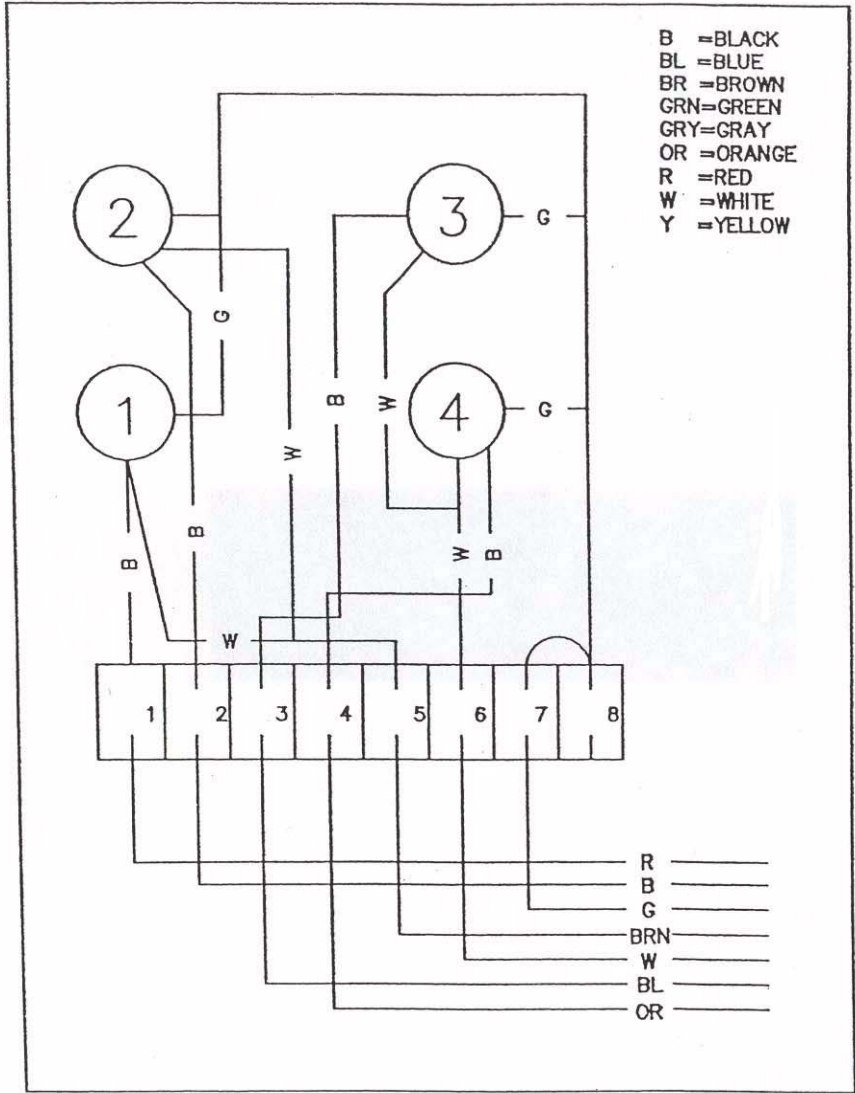 B =BLACK
BL =BLUE
BR =BROWN
GRN=GREEN
GRY=GRAY
OR =ORANGE
R =RED
W =WHITE
Y =YELLOW
2
3
G
G
1
4
G
B
W
W
B
W
B
B
W
1
2
3
4
5
6
7
8
R
B
G
BRN
W
BL
OR